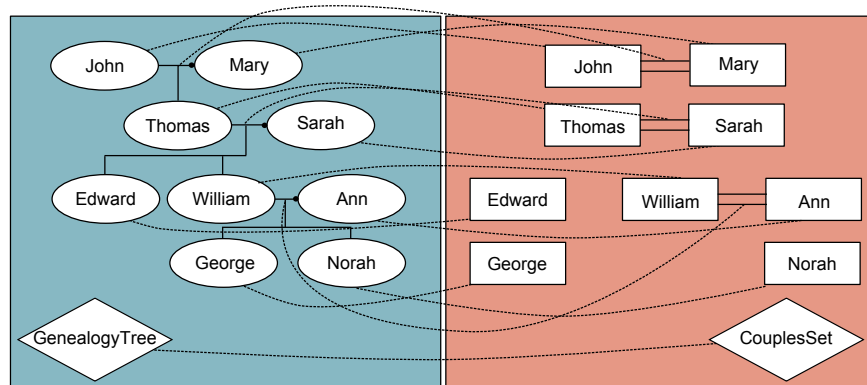 John
Mary
Thomas
Sarah
Edward
William
Ann
George
Norah
GenealogyTree
John
Mary
Thomas
Sarah
Edward
William
Ann
George
Norah
CouplesSet